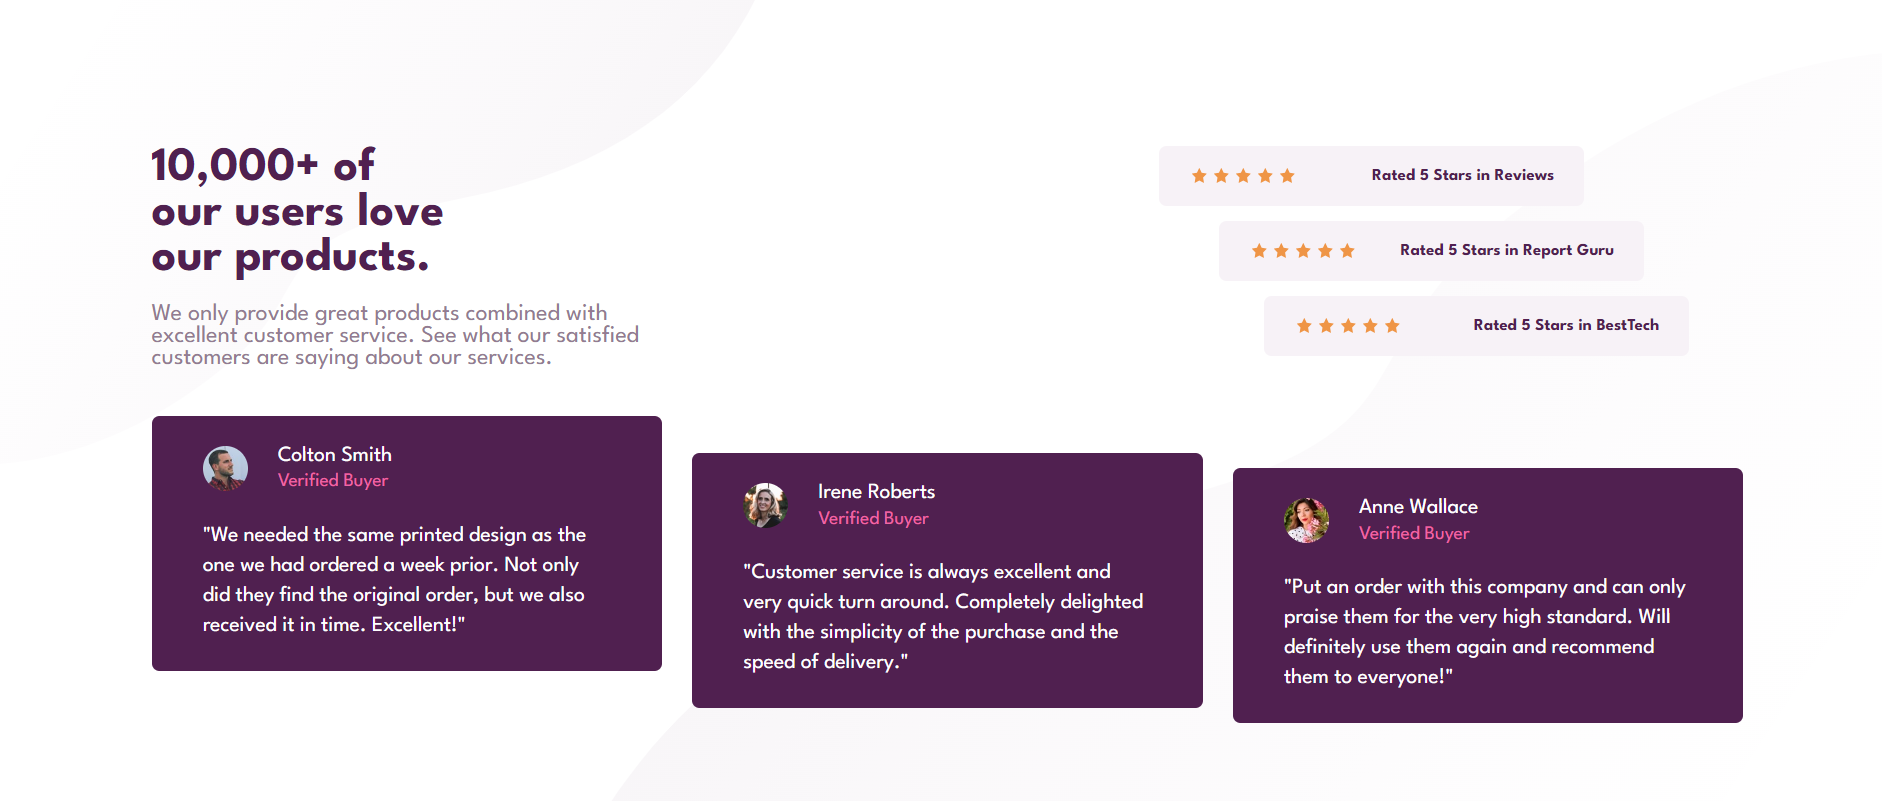 10,000+ of
our users love
our products.
We only provide great products combined with
excellent customer service. See what our satisfied
customers are saying about our services.
Rated 5 Stars in Reviews
Rated 5 Stars in Report Guru
Rated 5 Stars in BestTech
Colton Smith
Verified Buyer
"We needed the same printed design as the
one we had ordered a week prior. Not only
did they find the original order, but we also
received it in time. Excellent!"
Irene Roberts
Verified Buyer
"Customer service is always excellent and
very quick turn around. Completely delighted
with the simplicity of the purchase and the
speed of delivery."
Anne Wallace
Verified Buyer
"Put an order with this company and can only
praise them for the very high standard. Will
definitely use them again and recommend
them to everyone!"